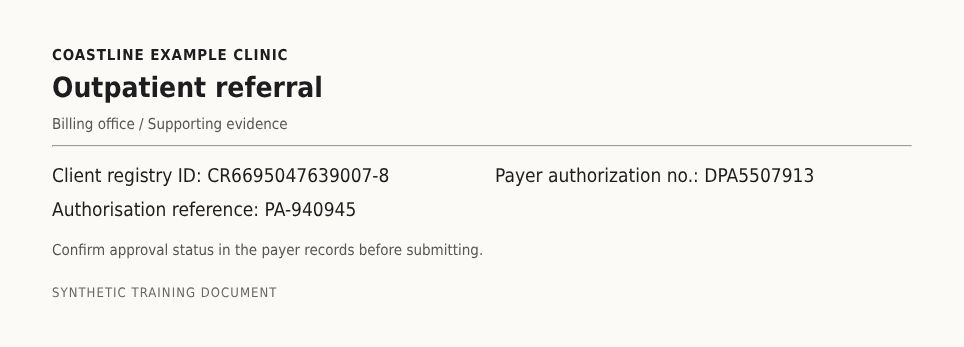 COASTLINE EXAMPLE CLINIC
Outpatient referral
Billing office / Supporting evidence
Client registry ID: CR6695047639007-8
Payer authorization no.: DPA5507913
Authorisation reference: PA-940945
Confirm approval status in the payer records before submitting.
SYNTHETIC TRAINING DOCUMENT